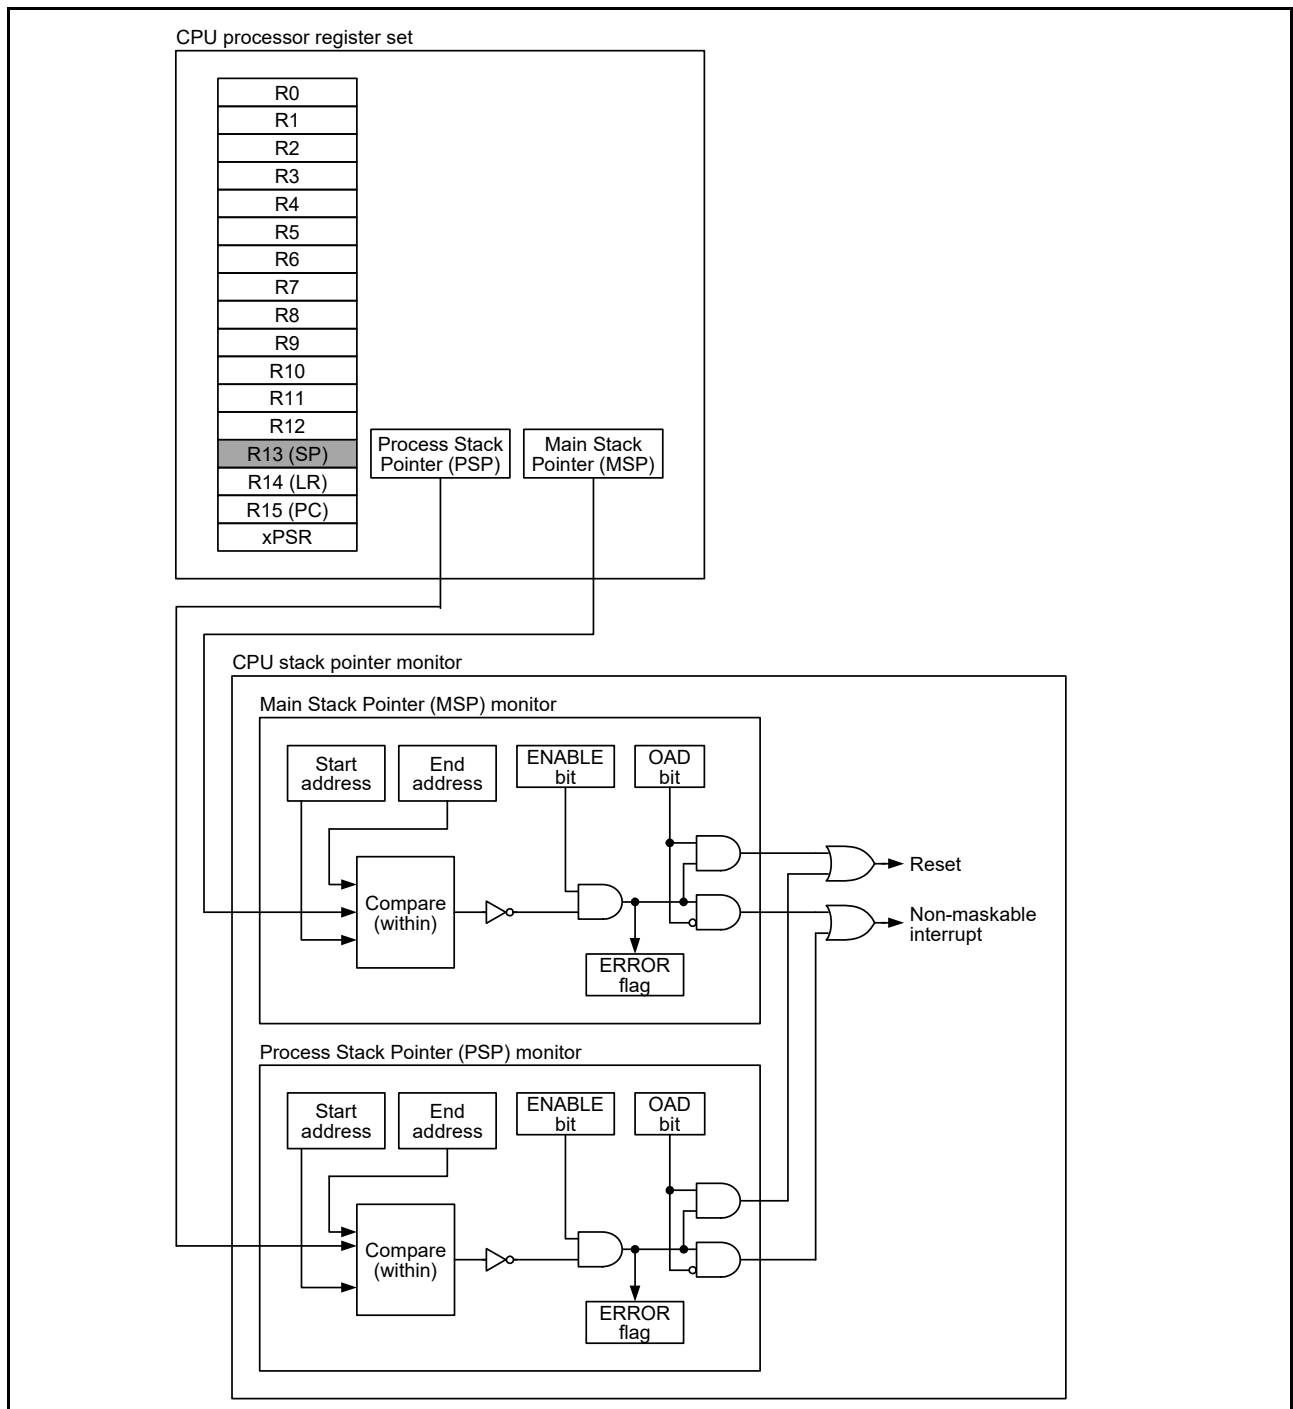 CPU processor register set
R0
R1
R2
R3
R4
R5
R6
R7
R8
R9
R10
R11
R12
R13 (SP)
R14 (LR)
R15 (PC)
xPSR
Process Stack
Pointer (PSP)
Main Stack
Pointer (MSP)
CPU stack pointer monitor
Main Stack Pointer (MSP) monitor
Start
address
End
address
ENABLE
bit
OAD
bit
Compare
(within)
ERROR
flag
Reset
Non-maskable
interrupt
Process Stack Pointer (PSP) monitor
Start
address
End
address
ENABLE
bit
OAD
bit
Compare
(within)
ERROR
flag